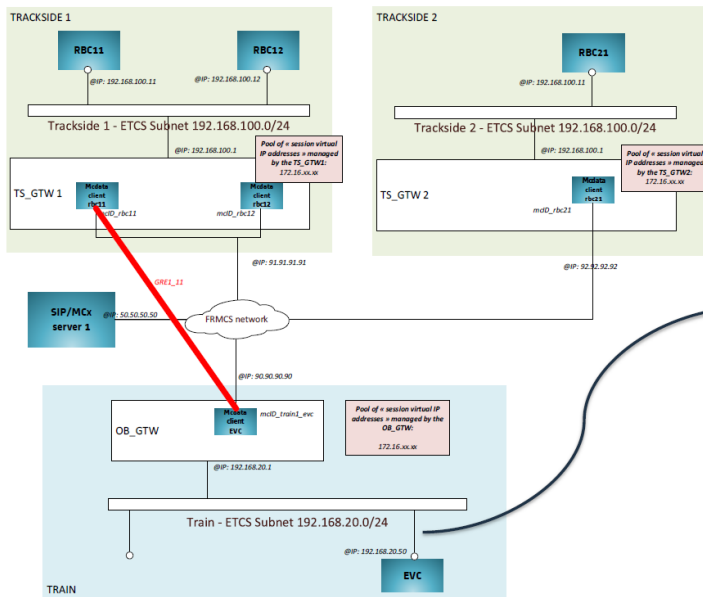 TRACKSIDE 1
TRACKSIDE 2
RBC11
RBC12
RBC21
@IP: 192.168.100.11
@IP: 192.168.100.12
@IP: 192.168.100.11
Trackside 1 - ETCS Subnet 192.168.100.0/24
Trackside 2 - ETCS Subnet 192.168.100.0/24
@IP: 192.168.100.1
Pool of « session virtual
IP addresses » managed
by the TS_GTW1:
172.16.xx.xx
@IP: 192.168.100.1
Pool of « session virtual
IP addresses » managed
by the TS_GTW2:
172.16.xx.xx
TS_GTW 1
Mcdata
client
rbc11
mcID_rbc11
Mcdata
client
rbc12
mcID_rbc12
TS_GTW 2
Mcdata
client
rbc21
mcID_rbc21
@IP: 91.91.91.91
@IP: 92.92.92.92
GRE1_11
SIP/MCx
server 1
@IP: 50.50.50.50
FRMCS network
@IP: 90.90.90.90
OB_GTW
Mcdata
client
EVC
mcID_train1_evc
Pool of « session virtual IP
addresses » managed by the
OB_GTW:
172.16.xx.xx
@IP: 192.168.20.1
Train - ETCS Subnet 192.168.20.0/24
@IP: 192.168.20.50
EVC
TRAIN